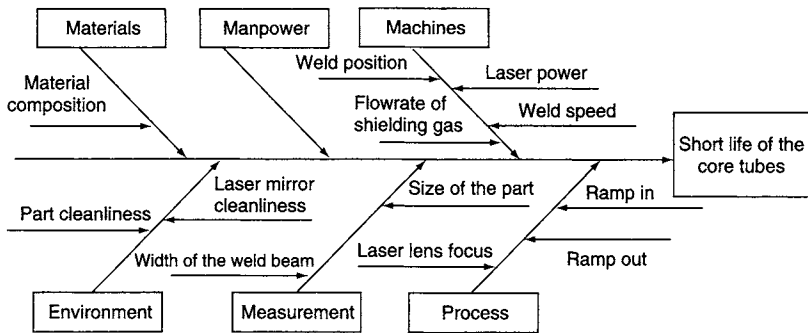 Materials
Manpower
Machines
Weld position
Laser power
Material
composition
Flowrate of
shielding gas
Weld speed
Short life of the
core tubes
Laser mirror
cleanliness
Size of the part
Ramp in
Part cleanliness
Width of the weld beam
Laser lens focus
Ramp out
Environment
Measurement
Process